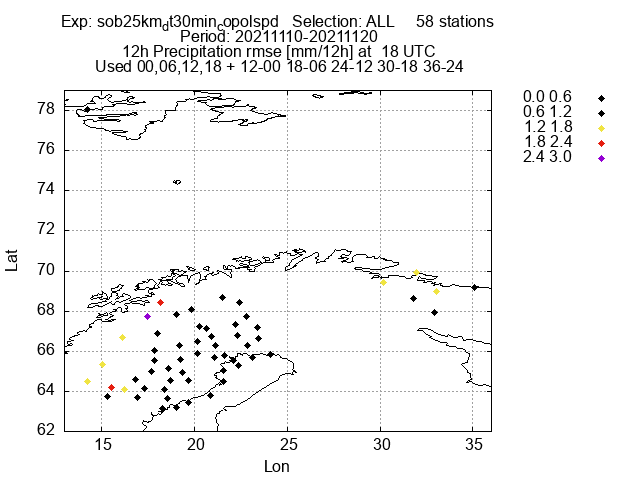 Exp: sob25km_dt30min_copolspd Selection: ALL 58 stations
Period: 20211110-20211120
12h Precipitation rmse [mm/12h] at 18 UTC
Used 00,06,12,18 + 12-00 18-06 24-12 30-18 36-24
0.0 0.6
0.6 1.2
1.2 1.8
1.8 2.4
2.4 3.0
78
76
74
72
70
68
66
64
62
Lat
15 20 25 30 35
Lon